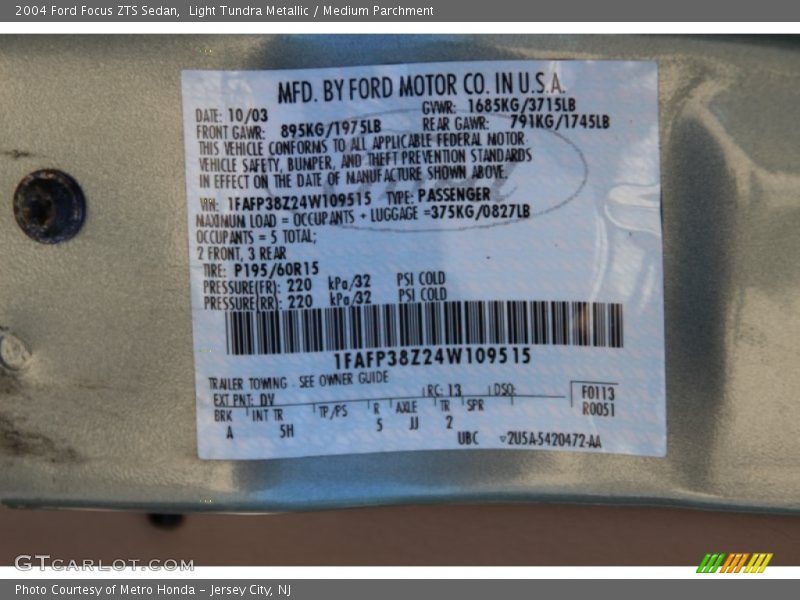 2004 Ford Focus ZTS Sedan,  Light Tundra Metallic / Medium Parchment
MFD. BY FORD MOTOR CO. IN U.S.A.
DATE: 10/03 GVWR: 1685KG/3715LB
FRONT GAWR: 895KG/1975LB REAR GAWR: 791KG/1745LB
THIS VEHICLE CONFORMS TO ALL APPLICABLE FEDERAL MOTOR
VEHICLE SAFETY, BUMPER, AND THEFT PREVENTION STANDARDS
IN EFFECT ON THE DATE OF MANUFACTURE SHOWN ABOVE.
VIN: 1FAFP38Z24W109515 TYPE: PASSENGER
MAXIMUM LOAD = OCCUPANTS + LUGGAGE =375KG/0827LB
OCCUPANTS = 5 TOTAL;
2 FRONT, 3 REAR
TIRE: P195/60R15
PRESSURE(FR): 220 kPa/32 PSI COLD
PRESSURE(RR): 220 kPa/32 PSI COLD
1FAFP38Z24W109515
TRAILER TOWING - SEE OWNER GUIDE
EXT PNT: DV RC: 13 DSO: F0113
BRK INT TR TP/PS R AXLE TR SPR R0051
A 5H 5 JJ 2
UBC ▽2U5A-5420472-AA
GTCARLOT.COM
Photo Courtesy of Metro Honda – Jersey City, NJ